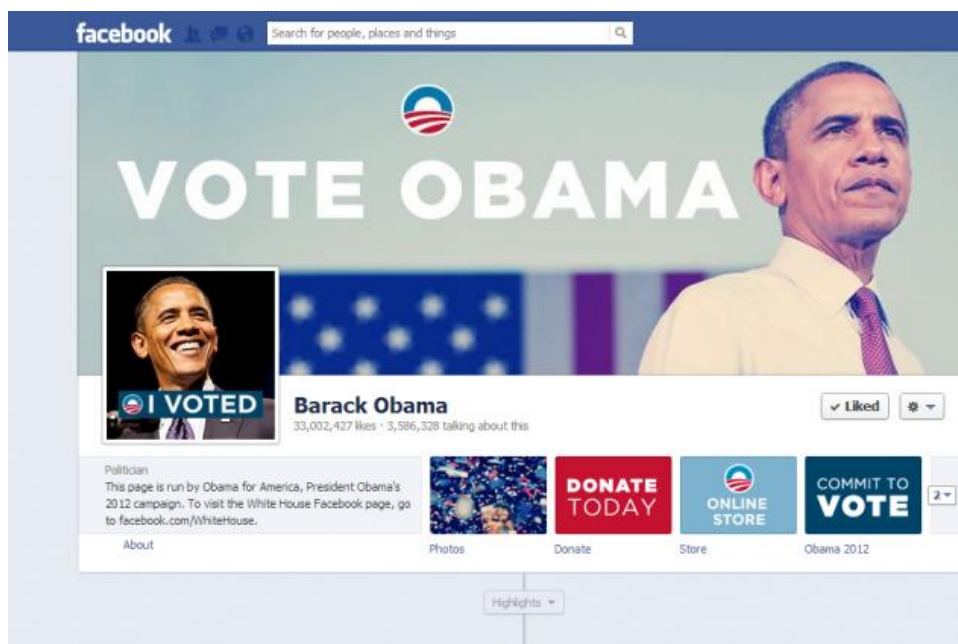 facebook
Search for people, places and things
VOTE OBAMA
I VOTED
Barack Obama
33,002,427 likes · 3,586,328 talking about this
Liked
Politician
This page is run by Obama for America, President Obama's
2012 campaign. To visit the White House Facebook page, go
to facebook.com/WhiteHouse.
About
DONATE
TODAY
ONLINE
STORE
COMMIT TO
VOTE
2
Photos
Donate
Store
Obama 2012
Highlights